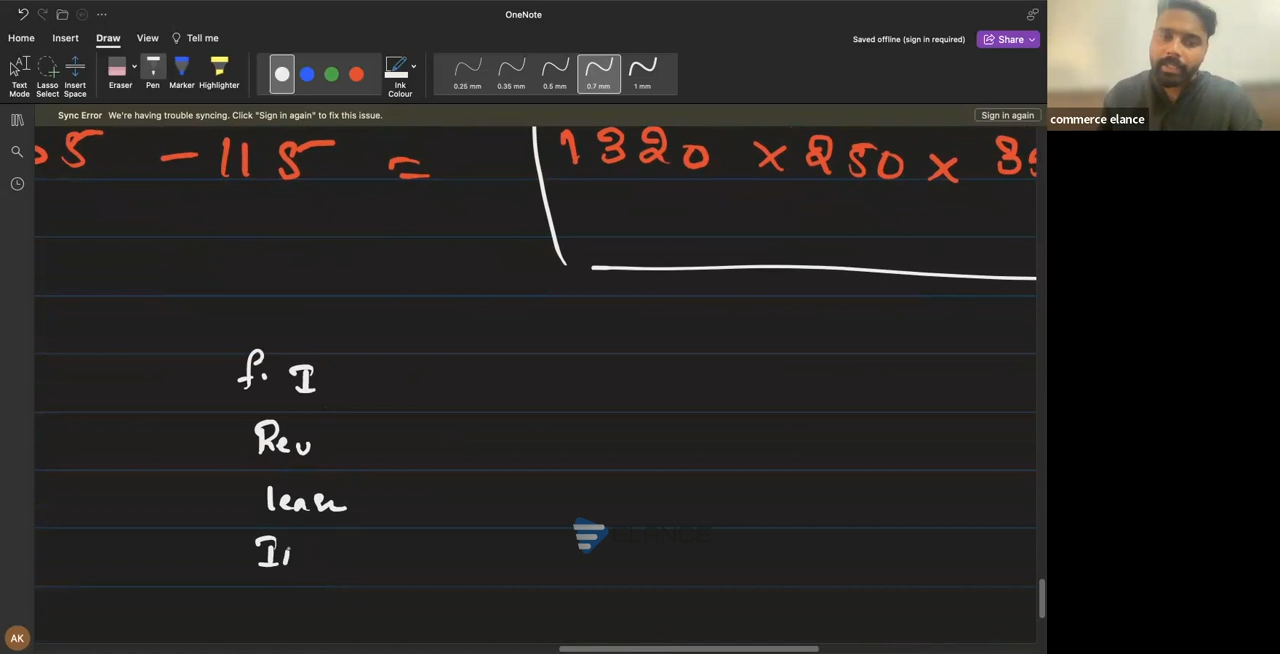 OneNote
Home Insert Draw View Tell me
Saved offline (sign in required) Share
Text Mode
Lasso Select
Insert Space
Eraser
Pen
Marker
Highlighter
Ink Colour
0.25 mm
0.35 mm
0.5 mm
0.7 mm
1 mm
commerce elance
Sync Error We're having trouble syncing. Click "Sign in again" to fix this issue. Sign in again
5 - 115 =
1320 × 250 ×
f. I
Rev
lease
ELANCE
AK